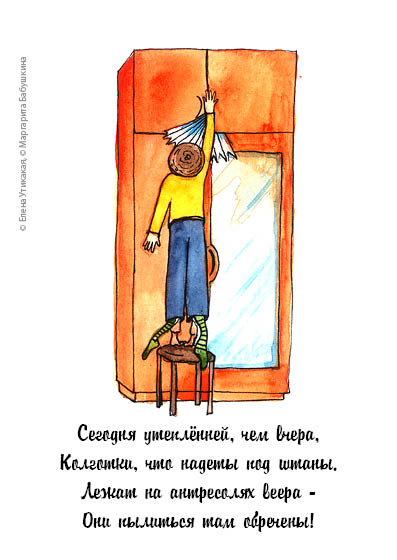 © Елена Утикакая, © Маргарита Бабушкина
Сегодня утеплённей, чем вчера,
Колготки, что надеты под штаны.
Лежат на антресолях веера -
Они пылиться там обречены!